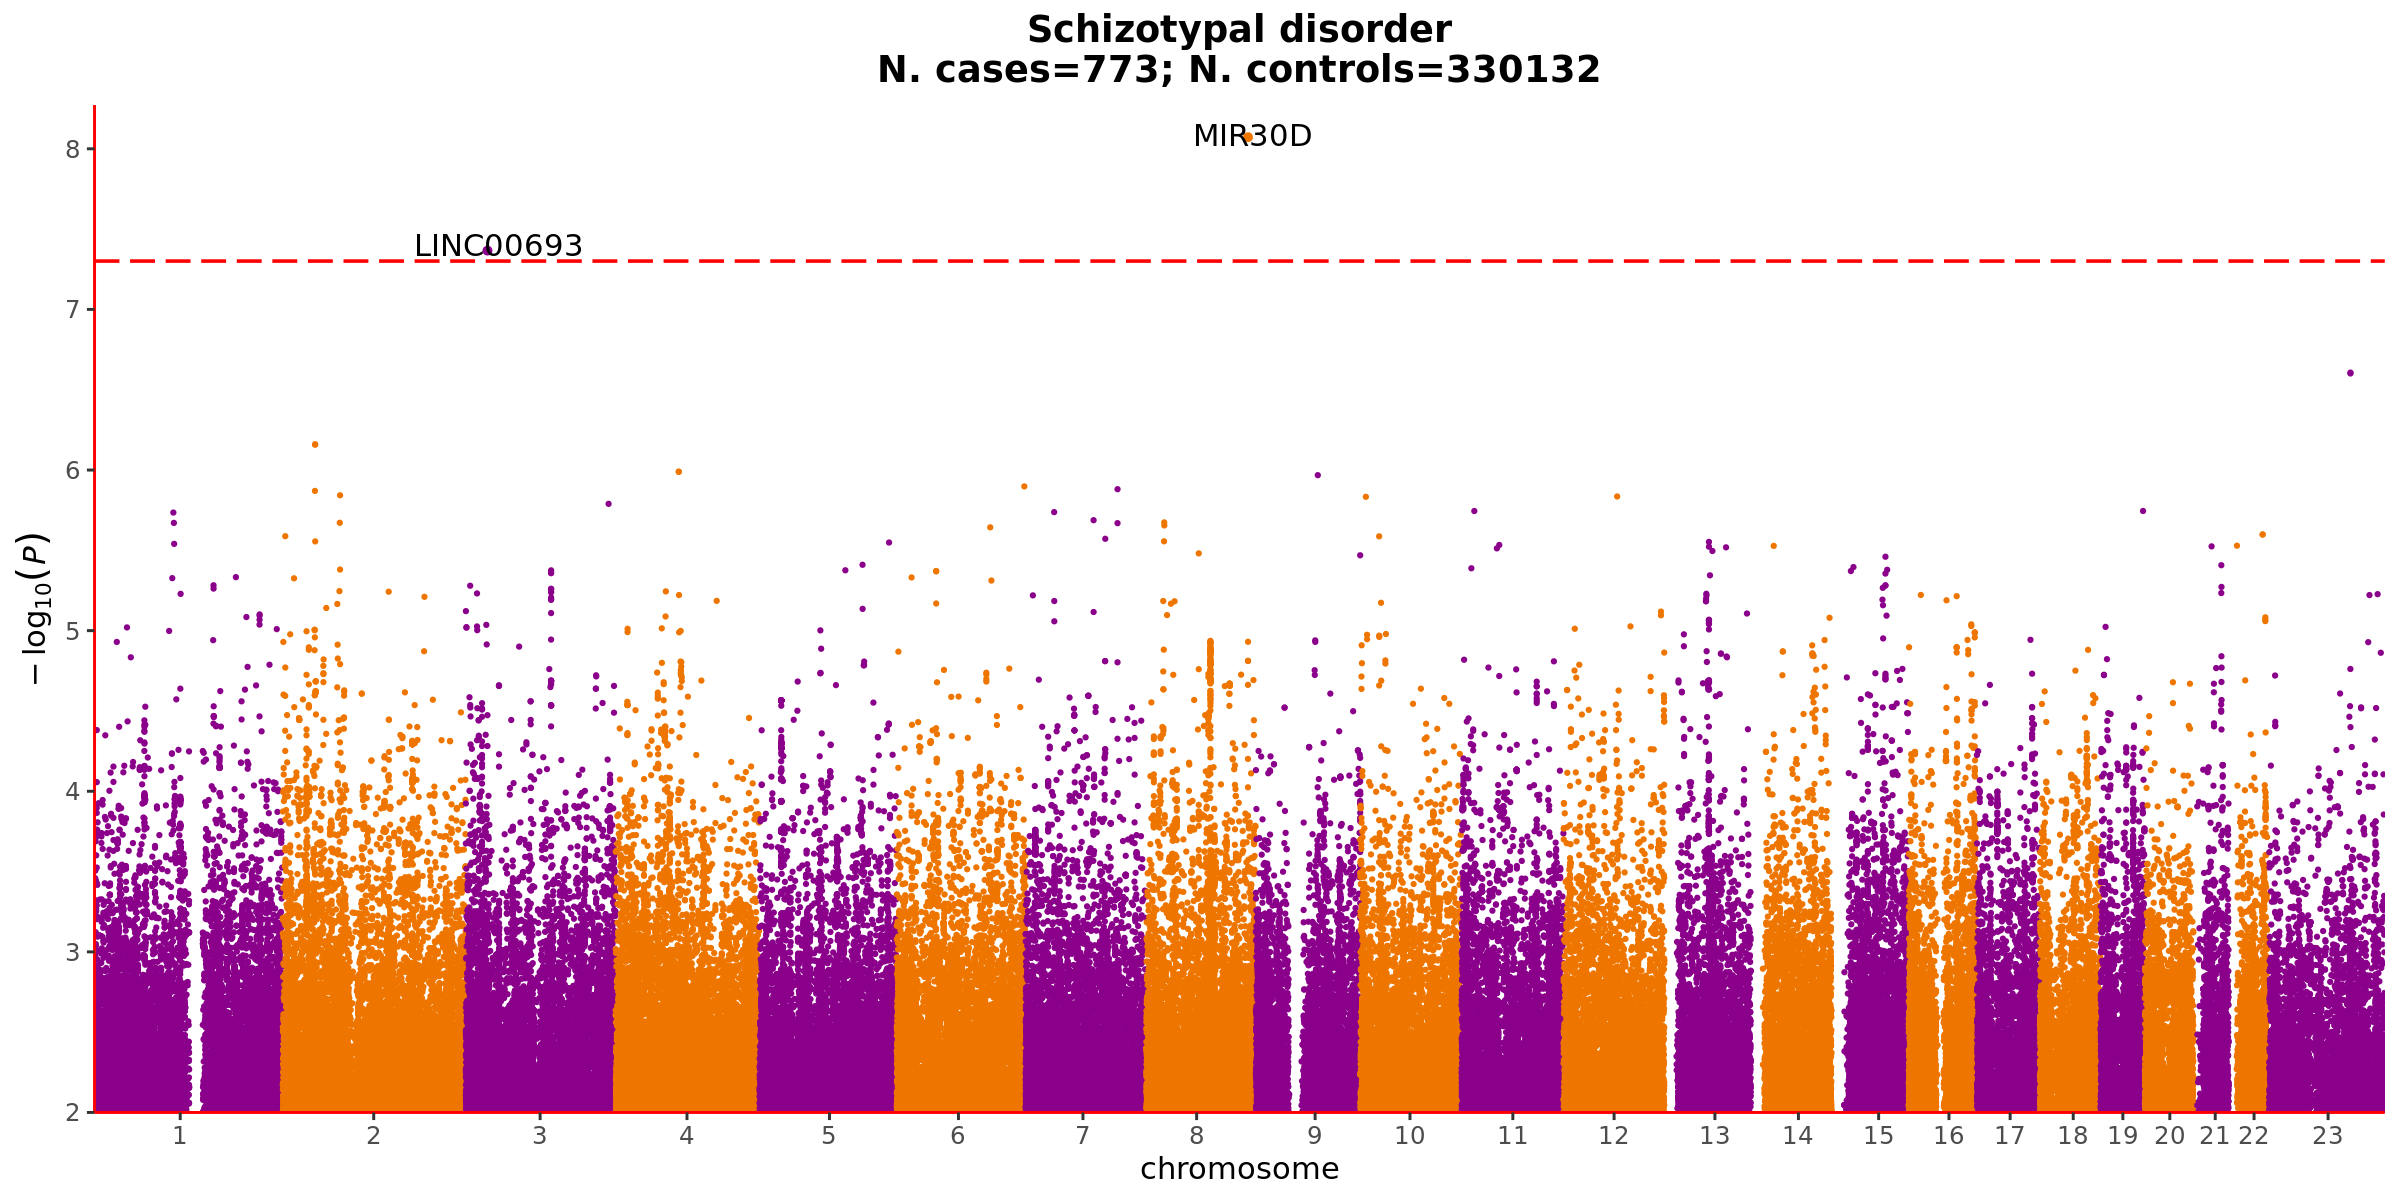 Schizotypal disorder
N. cases=773; N. controls=330132
MIR30D
LINC00693
8
7
6
5
4
3
2
−log10(P)
1 2 3 4 5 6 7 8 9 10 11 12 13 14 15 16 17 18 19 20 21 22 23
chromosome